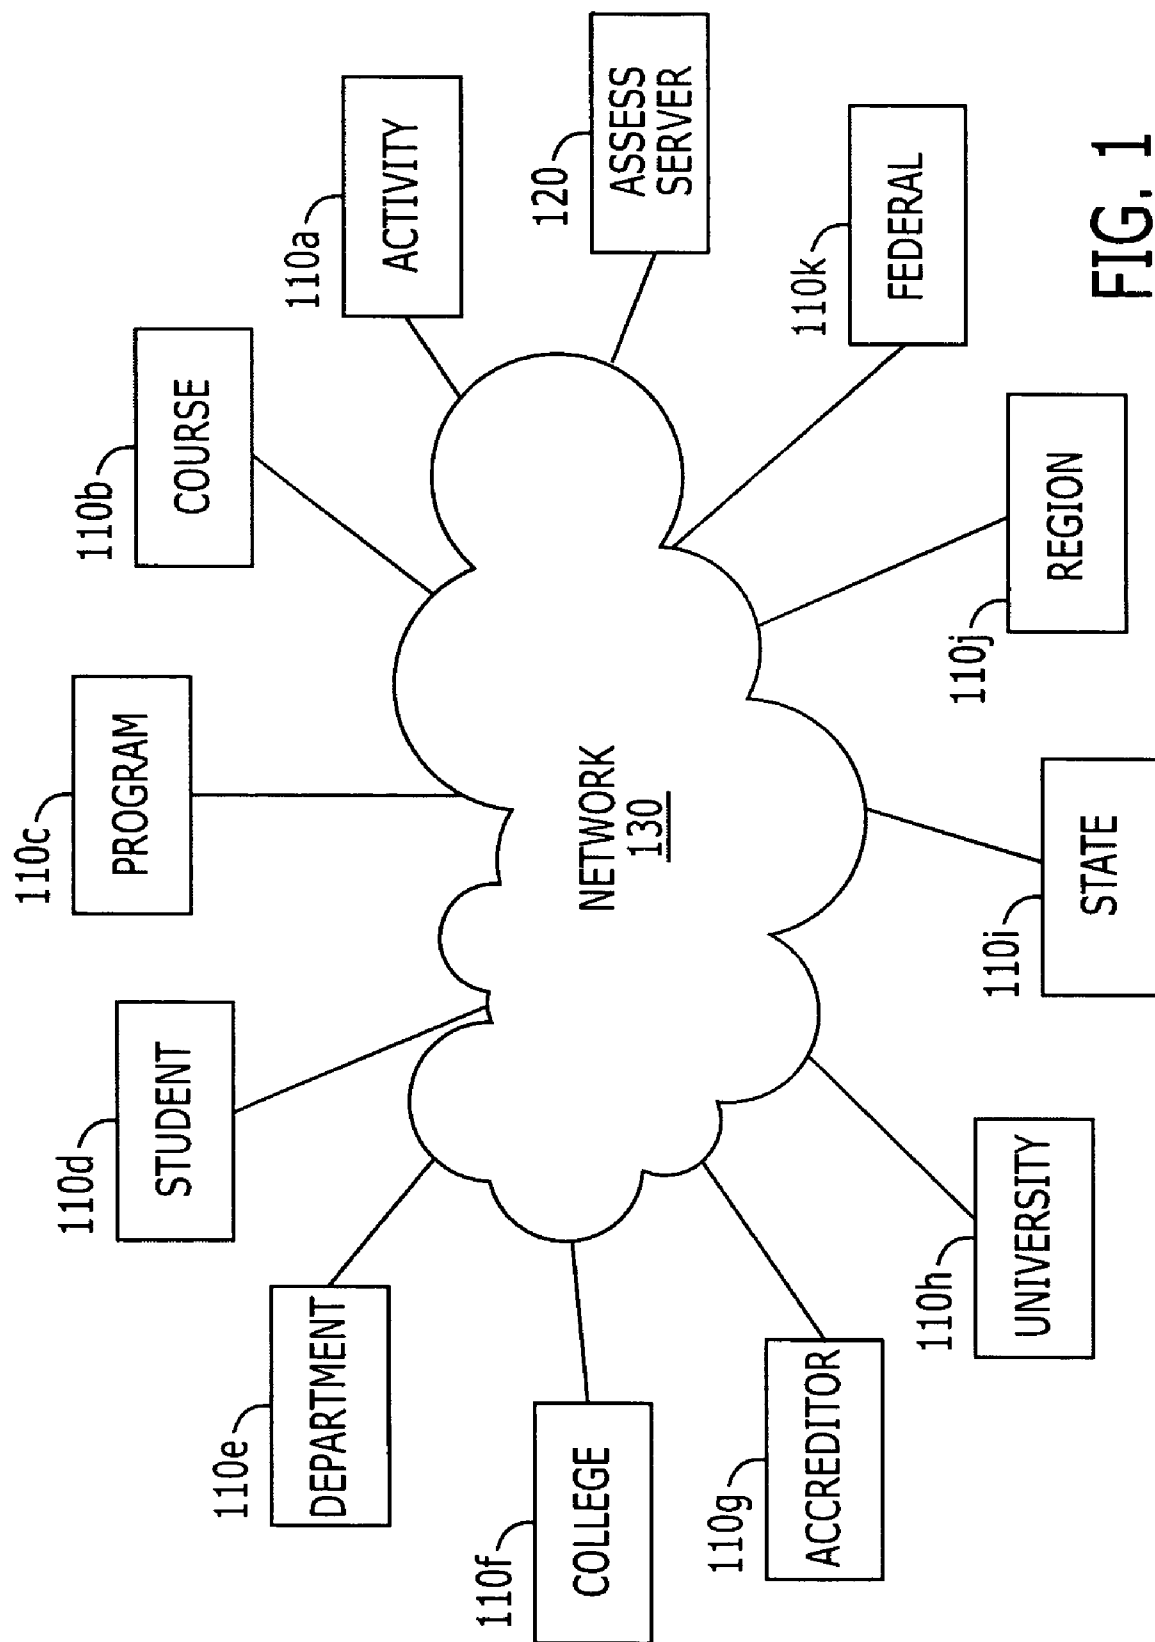 110c
PROGRAM
110d
STUDENT
110b
COURSE
110e
DEPARTMENT
110a
ACTIVITY
110f
COLLEGE
NETWORK
130
120
ASSESS
SERVER
110g
ACCREDITOR
110k
FEDERAL
110h
UNIVERSITY
110i
STATE
110j
REGION
FIG. 1